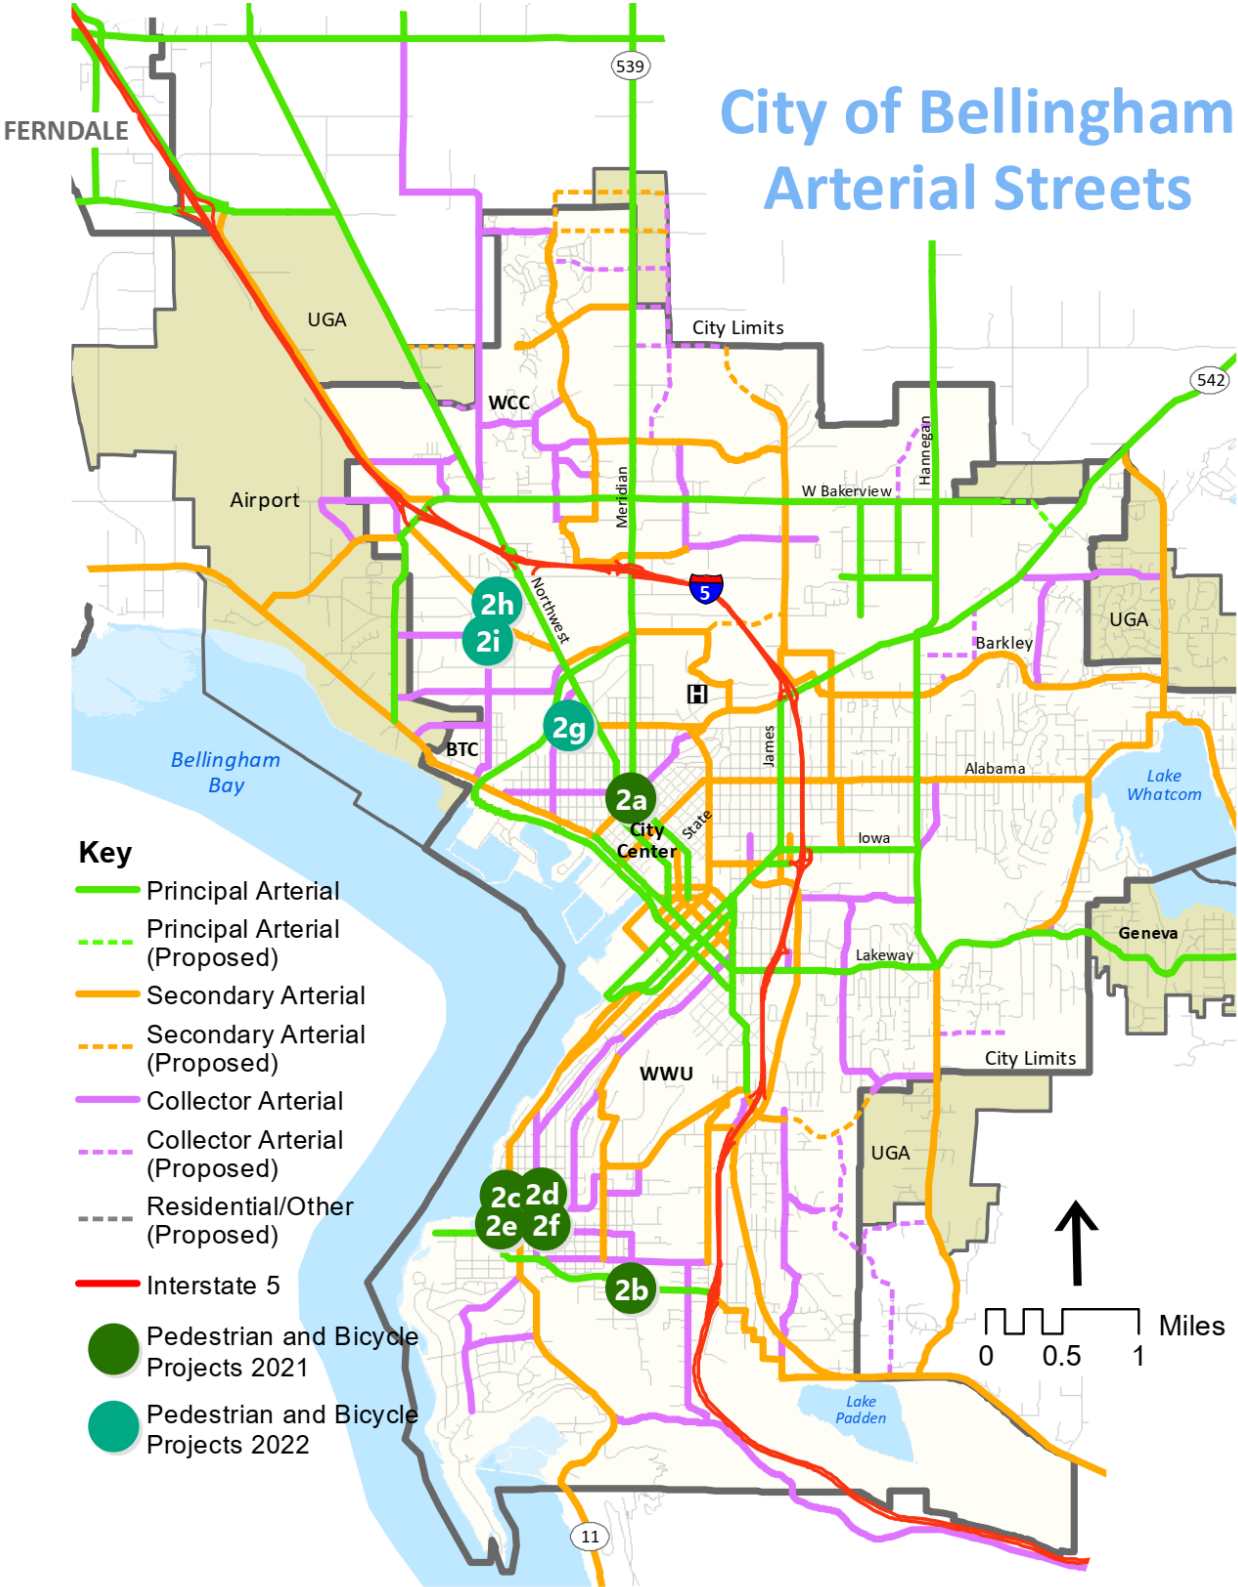 City of Bellingham
Arterial Streets
539
FERNDALE
UGA
City Limits
542
WCC
Hannegan
Meridian
W Bakerview
Airport
5
2h
2i
Northwest
UGA
Barkley
H
2g
James
BTC
Bellingham
Bay
Alabama
Lake
Whatcom
2a
City
Center
State
Iowa
Key
Principal Arterial
Principal Arterial
(Proposed)
Secondary Arterial
Secondary Arterial
(Proposed)
Collector Arterial
Collector Arterial
(Proposed)
Residential/Other
(Proposed)
Interstate 5
Pedestrian and Bicycle
Projects 2021
Pedestrian and Bicycle
Projects 2022
Geneva
Lakeway
City Limits
WWU
UGA
2c
2d
2e
2f
2b
Miles
0
0.5
1
Lake
Padden
11